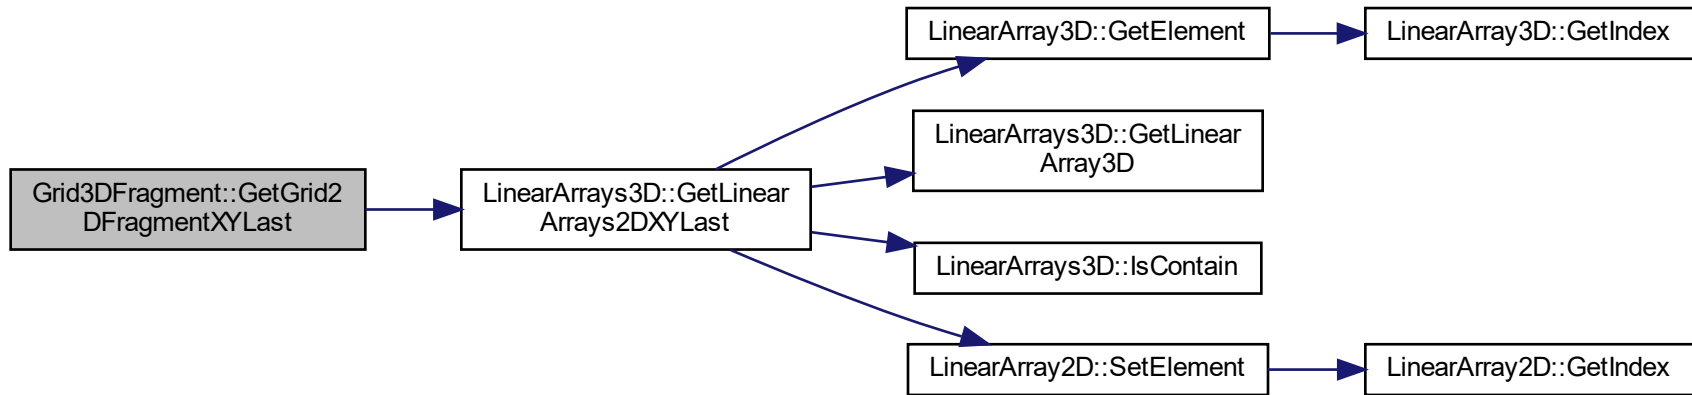 Grid3DFragment::GetGrid2
DFragmentXYLast
LinearArrays3D::GetLinear
Arrays2DXYLast
LinearArray3D::GetElement
LinearArray3D::GetIndex
LinearArrays3D::GetLinear
Array3D
LinearArrays3D::IsContain
LinearArray2D::SetElement
LinearArray2D::GetIndex